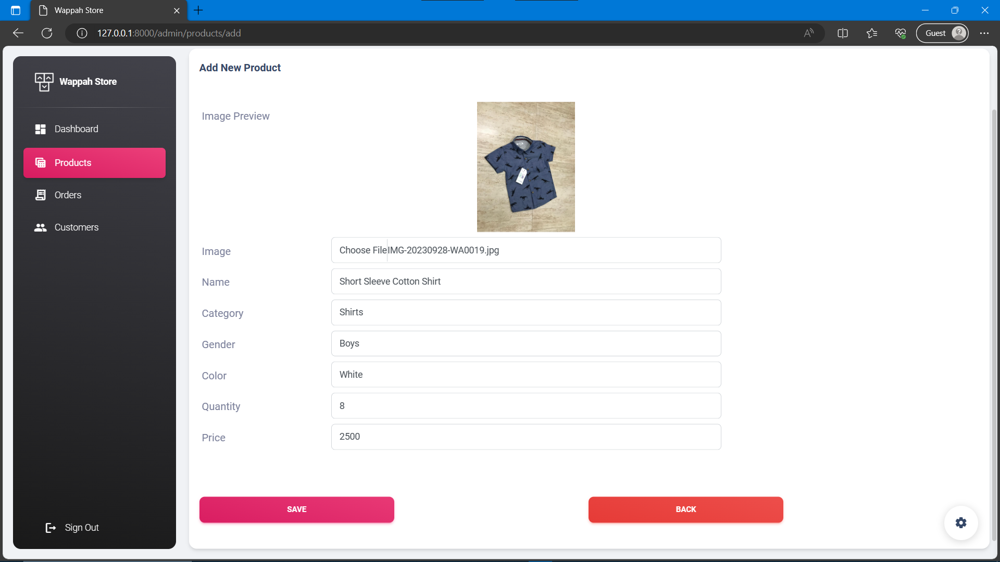 Wappah Store
127.0.0.1:8000/admin/products/add
Guest
Wappah Store
Dashboard
Products
Orders
Customers
Sign Out
Add New Product
Image Preview
Image
Choose File IMG-20230928-WA0019.jpg
Name
Short Sleeve Cotton Shirt
Category
Shirts
Gender
Boys
Color
White
Quantity
8
Price
2500
SAVE
BACK